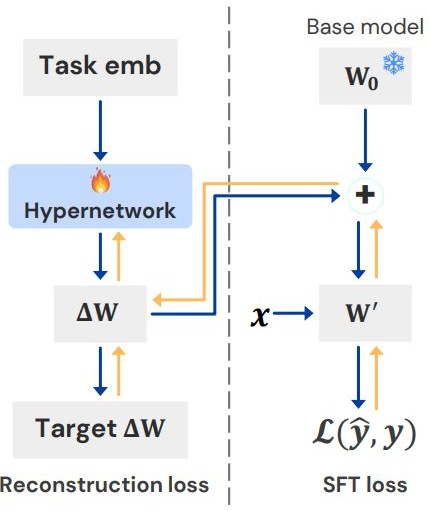 Base model
Task emb
W₀
Hypernetwork
+
ΔW
x
W′
Target ΔW
ℒ(ŷ, y)
Reconstruction loss
SFT loss